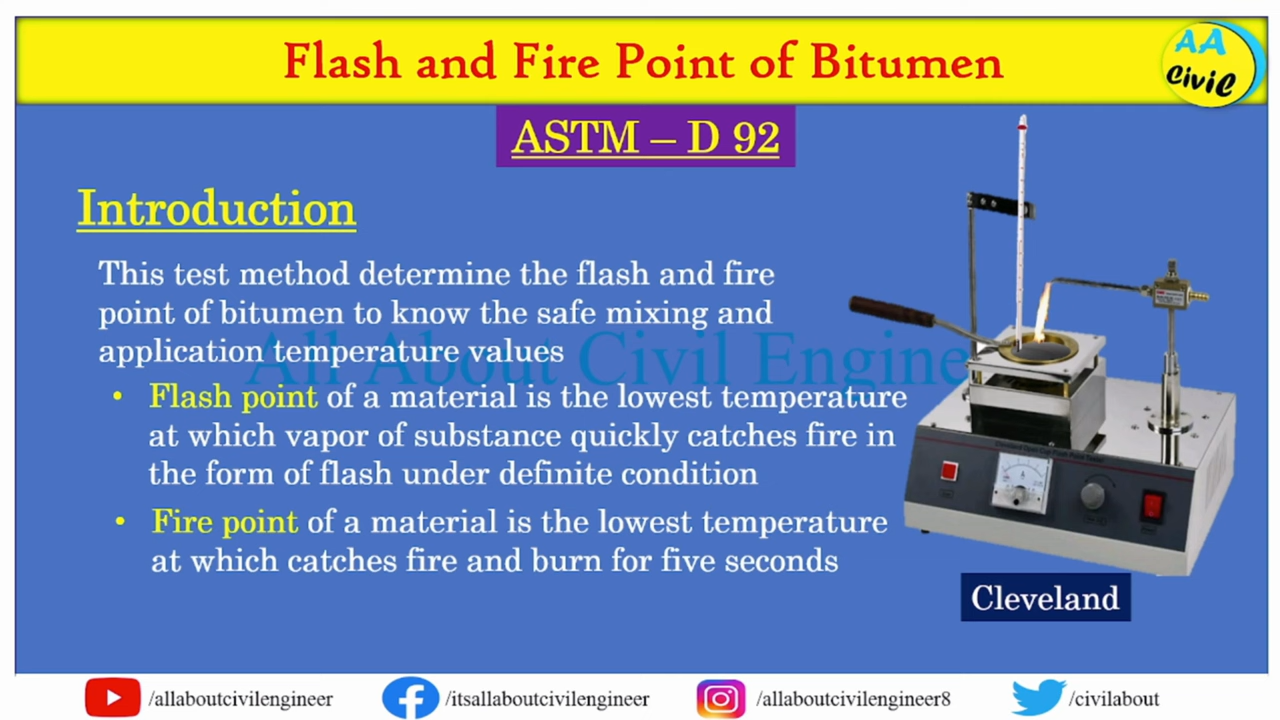 Flash and Fire Point of Bitumen
AA
Civil
ASTM – D 92
Introduction
This test method determine the flash and fire
point of bitumen to know the safe mixing and
application temperature values
All About Civil Engine
• Flash point of a material is the lowest temperature
at which vapor of substance quickly catches fire in
the form of flash under definite condition
• Fire point of a material is the lowest temperature
at which catches fire and burn for five seconds
Cleveland
/allaboutcivilengineer
/itsallaboutcivilengineer
/allaboutcivilengineer8
/civilabout